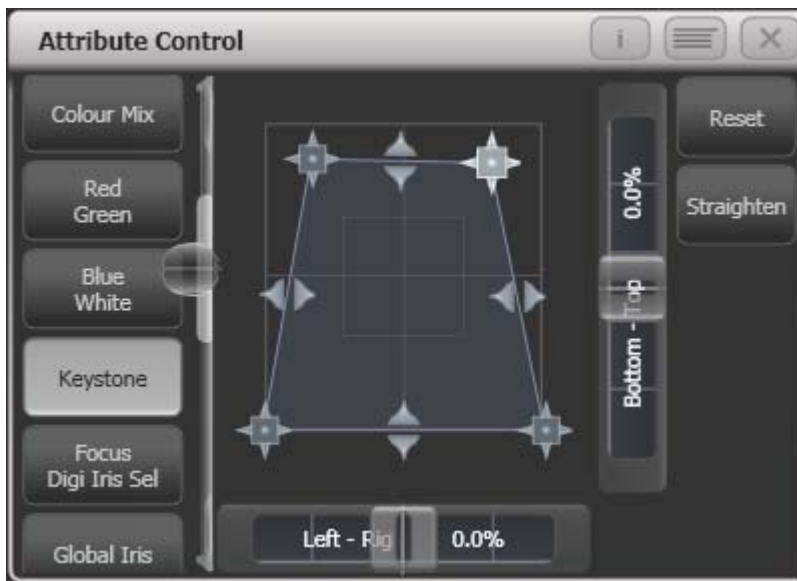 Attribute Control
i
Colour Mix
Red
Green
Blue
White
Keystone
Focus
Digi Iris Sel
Global Iris
Left - Rig
0.0%
Bottom - Top
0.0%
Reset
Straighten